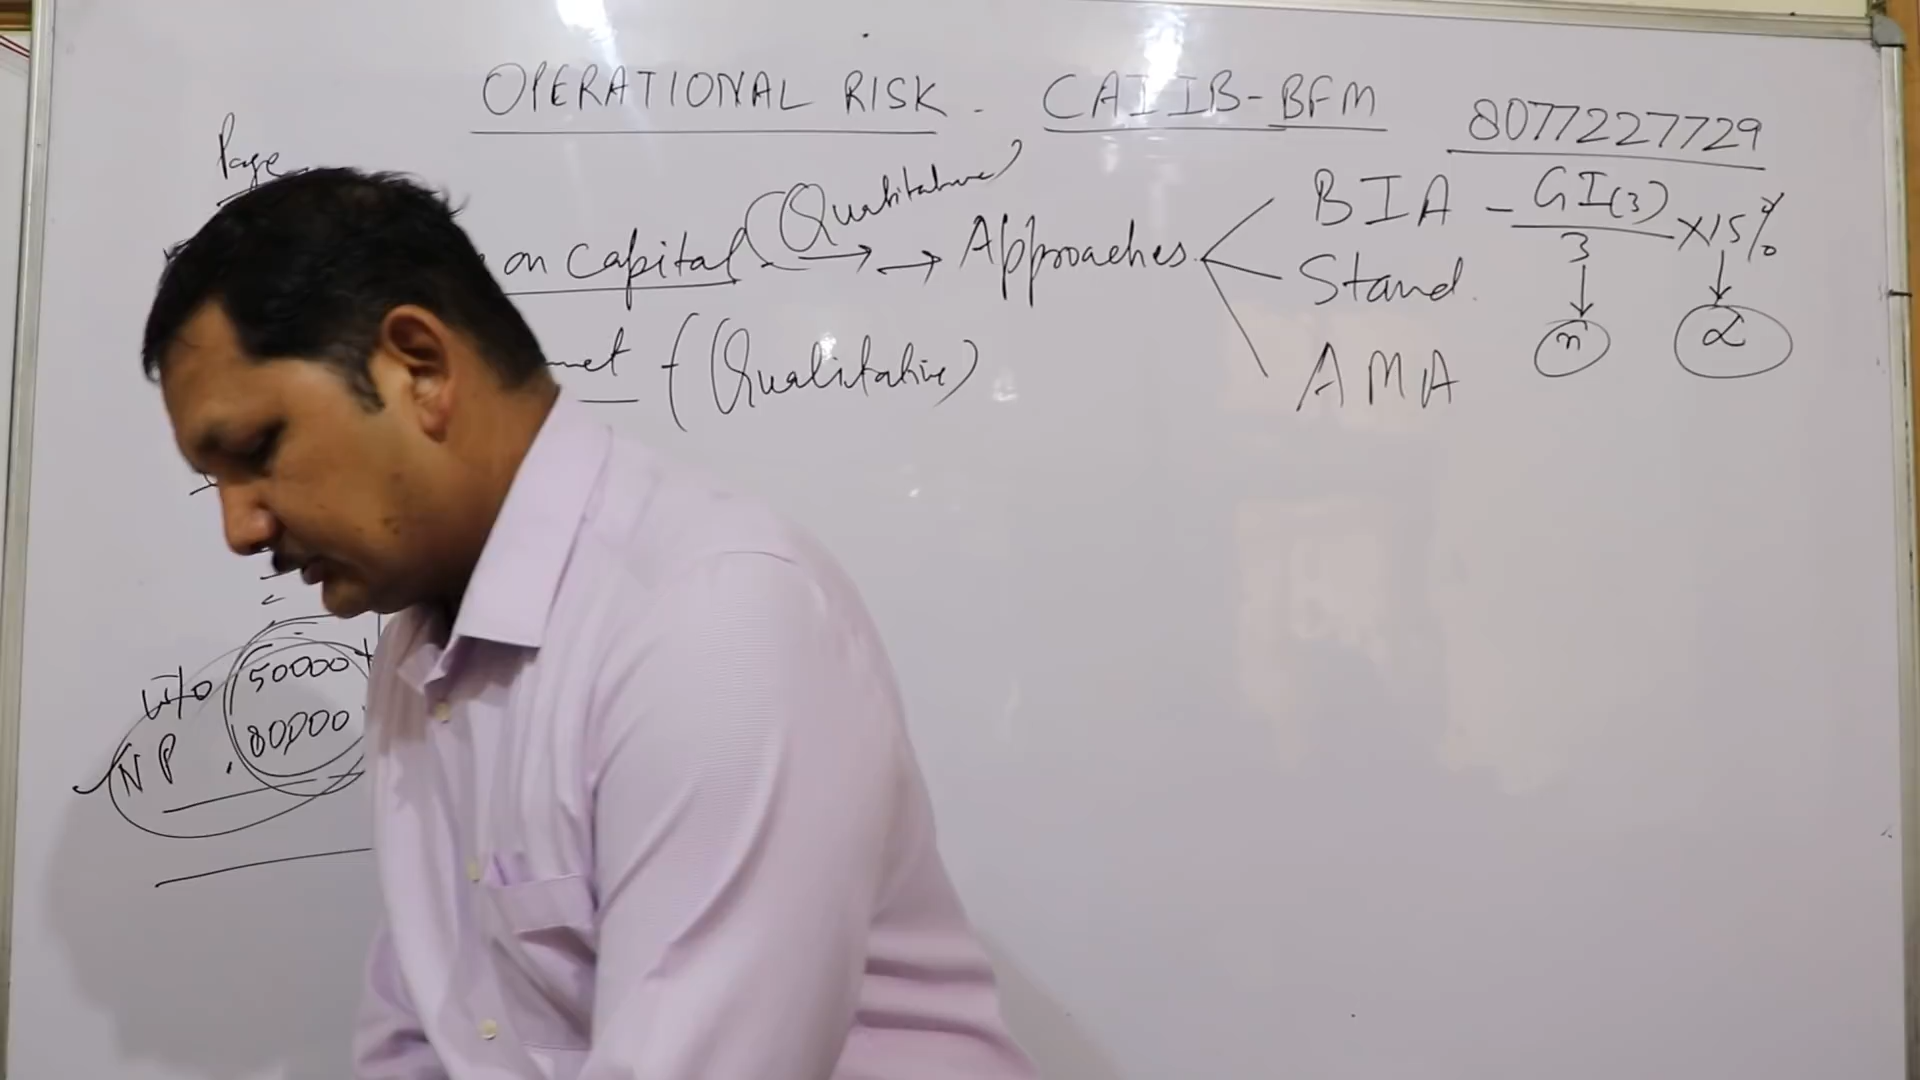 OPERATIONAL RISK - CAIIB-BFM
8077227729
Page
on Capital (Qualitative) → → Approaches
BIA - GI(3) / 3 × 15%
Stand.
AMA
n
α
(Qualitative)
w/o 50000
NP 80000